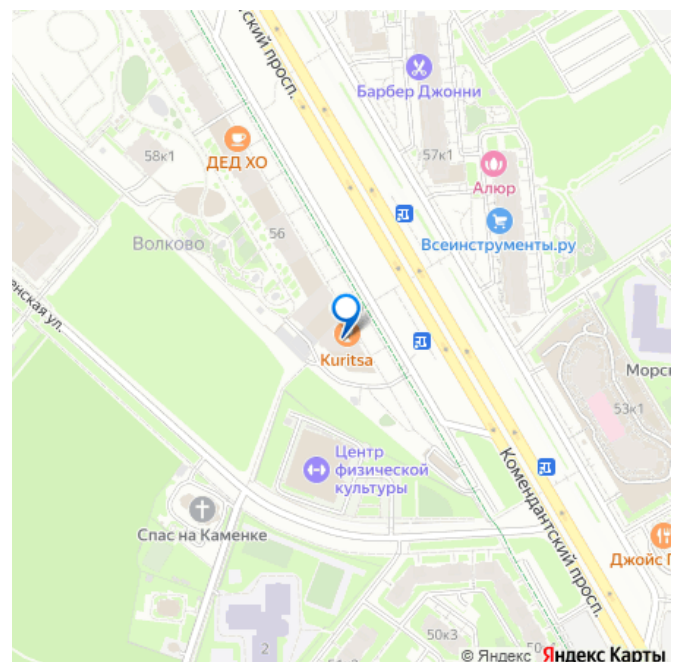 ский просп.
Барбер Джонни
ДЕД ХО
58к1
57к1
Алюр
Всеинструменты.ру
Волково
56
енская ул.
Kuritsa
Морс
53к1
Центр
физической
культуры
Комендантский просп.
Спас на Каменке
Джойс П
2
50к3
© Яндекс Яндекс Карты